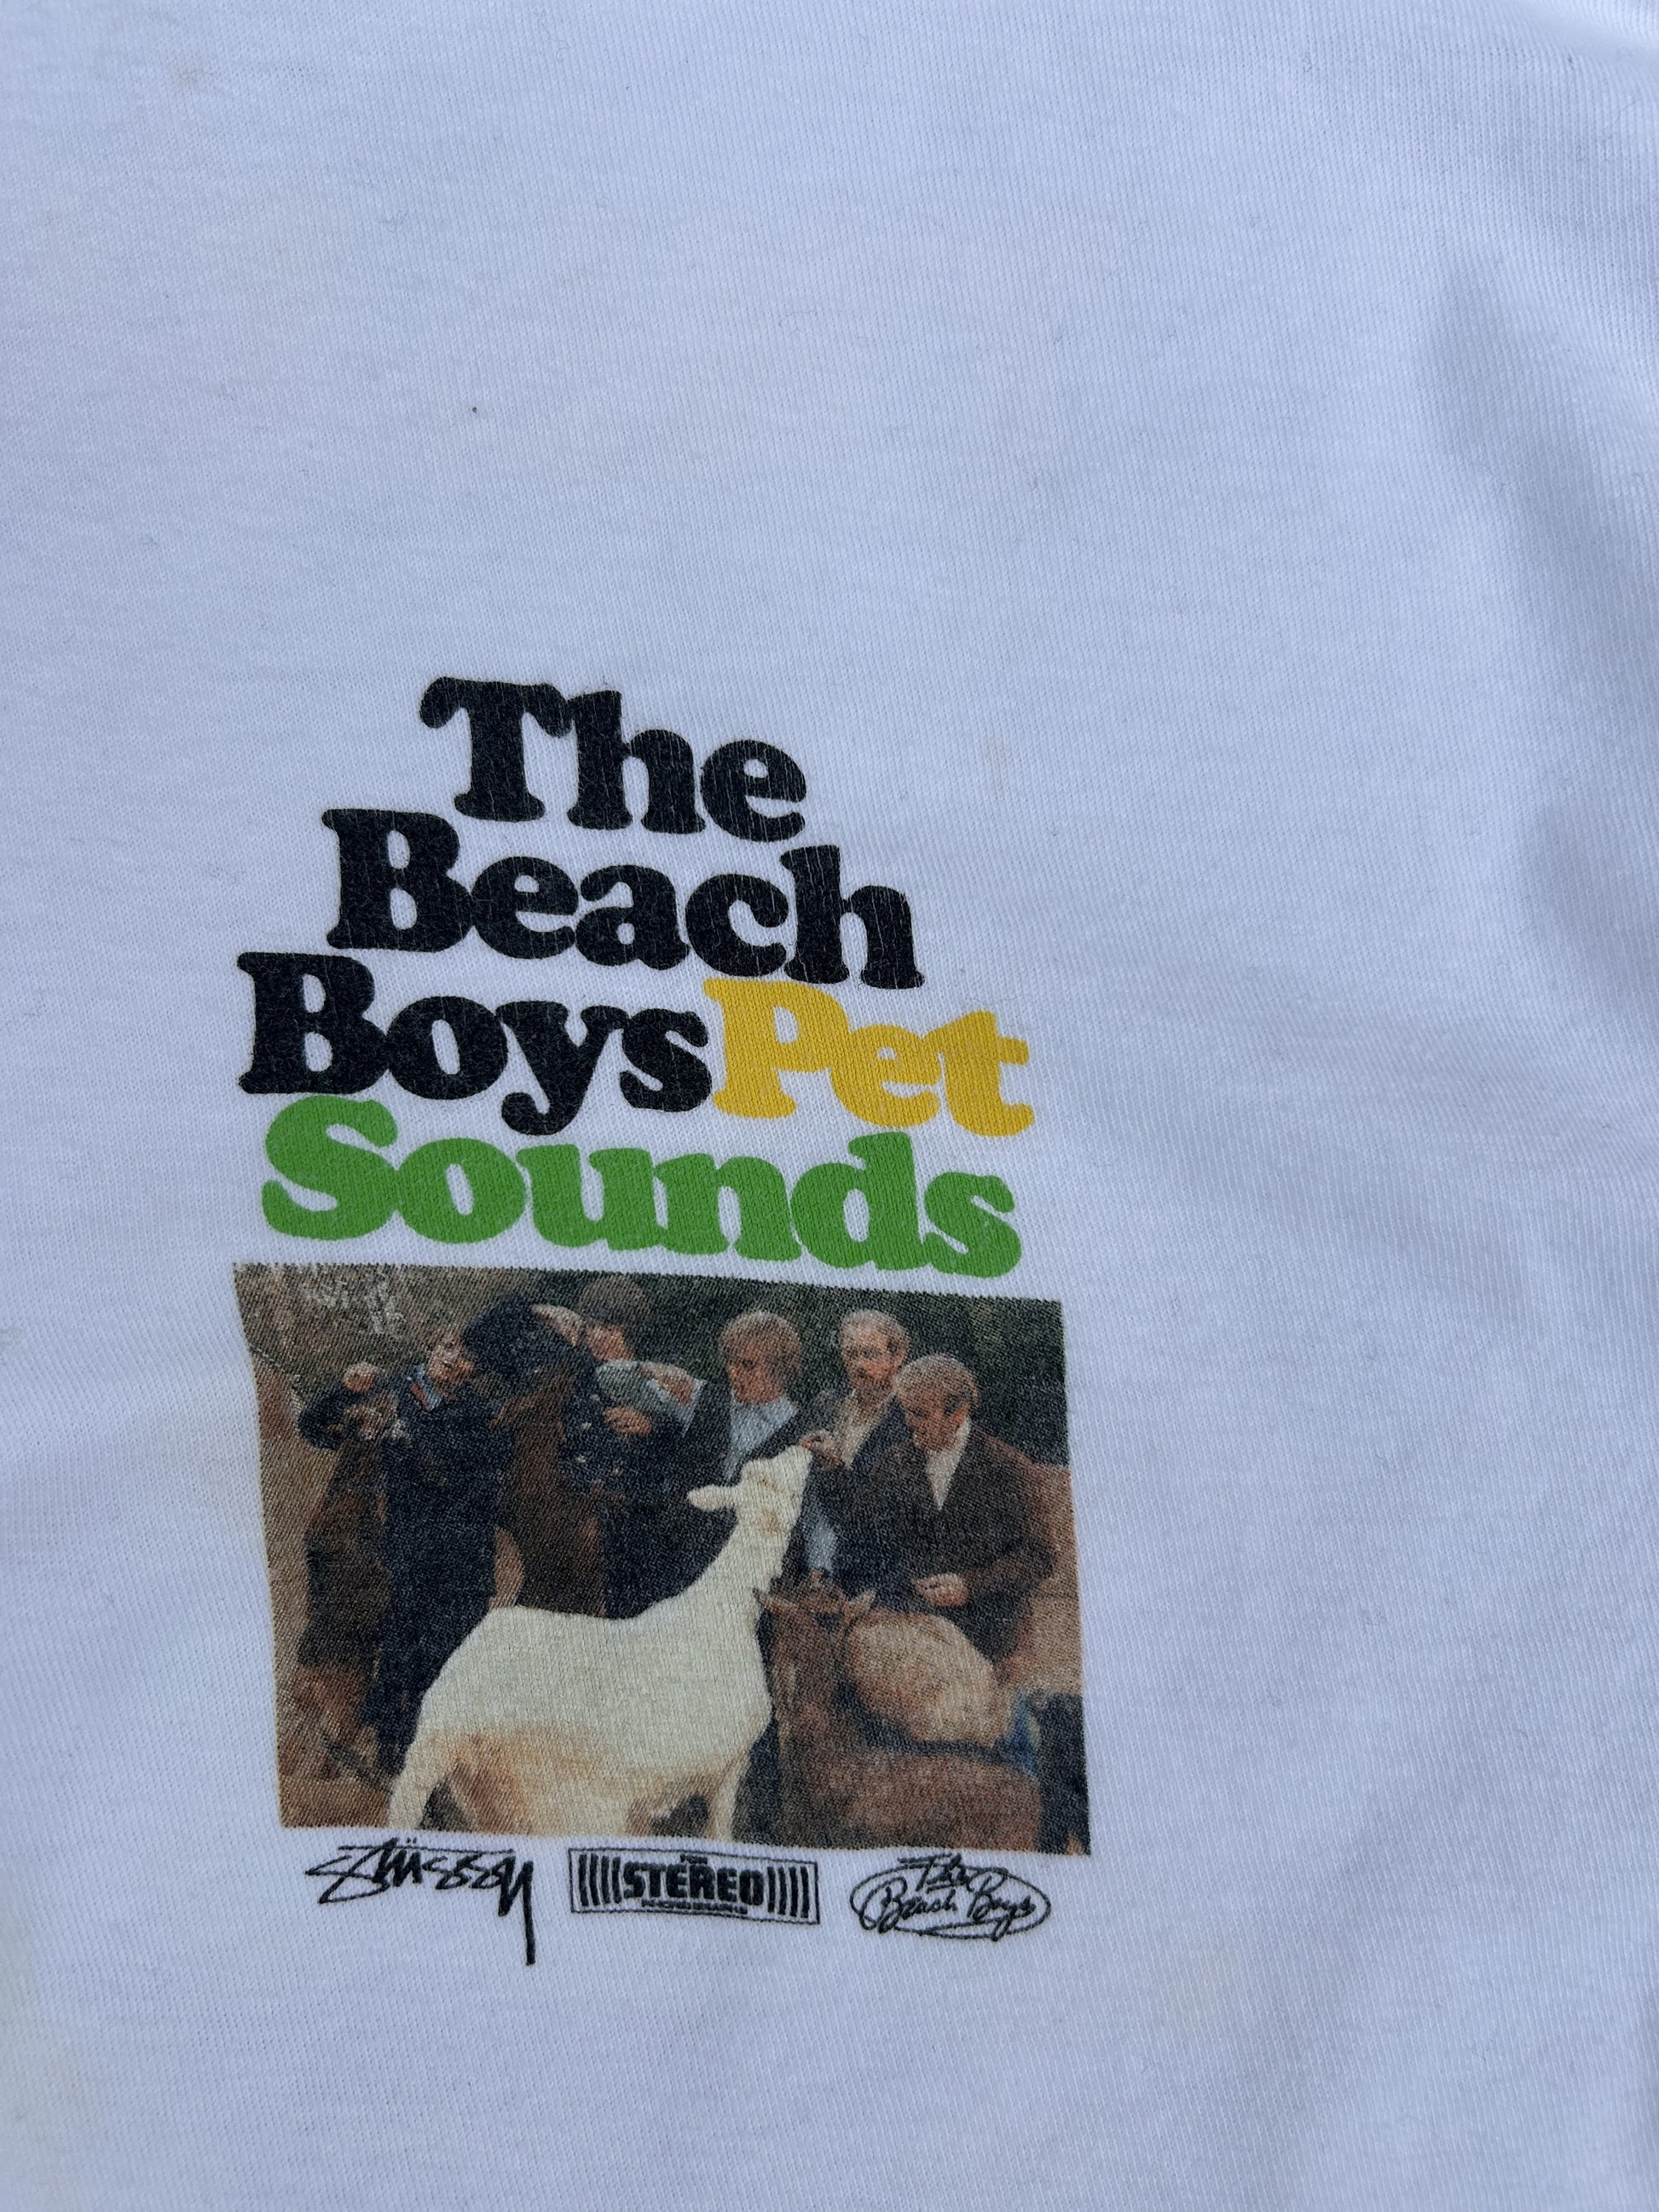 The
Beach
Boys Pet
Sounds
Stüssy
STEREO
The
Beach Boys